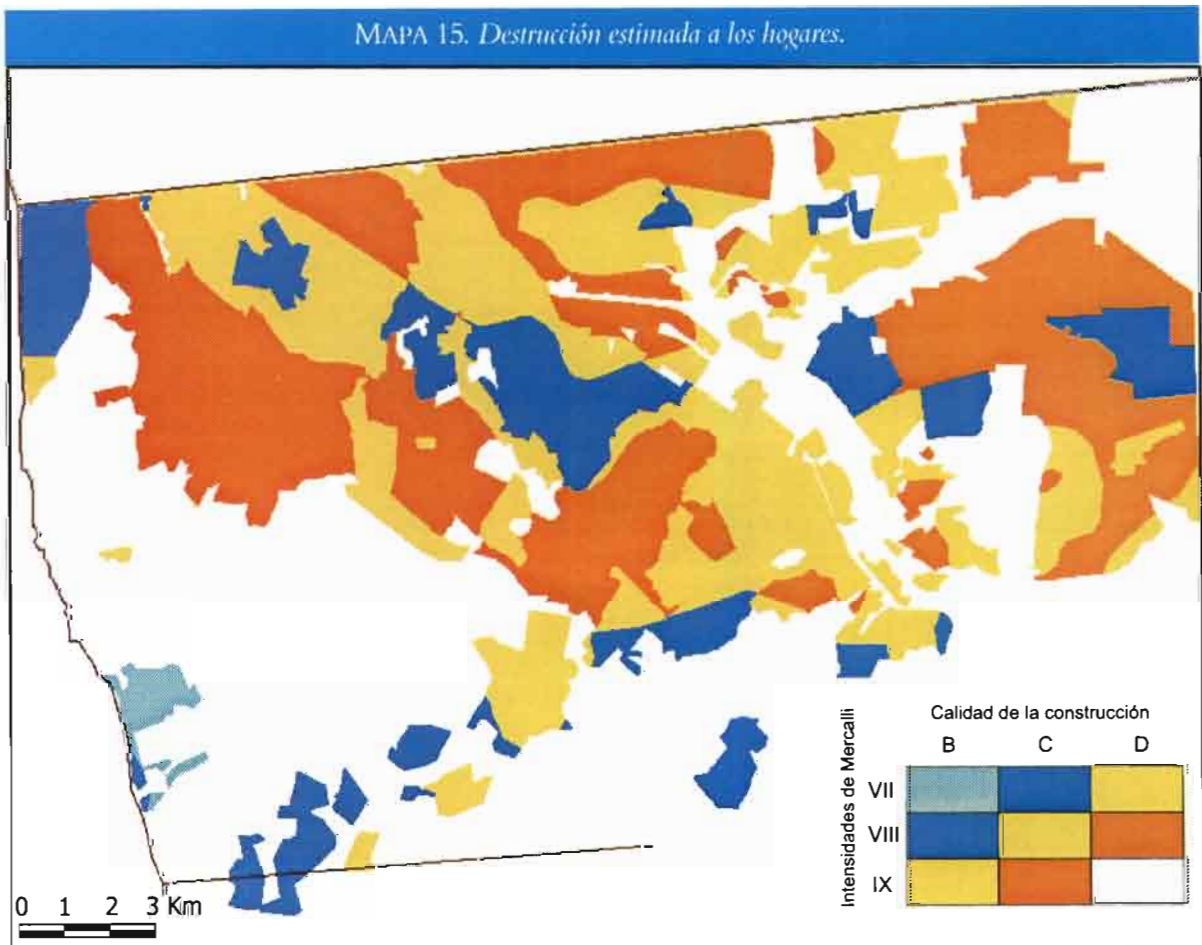 MAPA 15. Destrucción estimada a los hogares.
Calidad de la construcción
B C D
Intensidades de Mercalli
VII
VIII
IX
0 1 2 3 Km